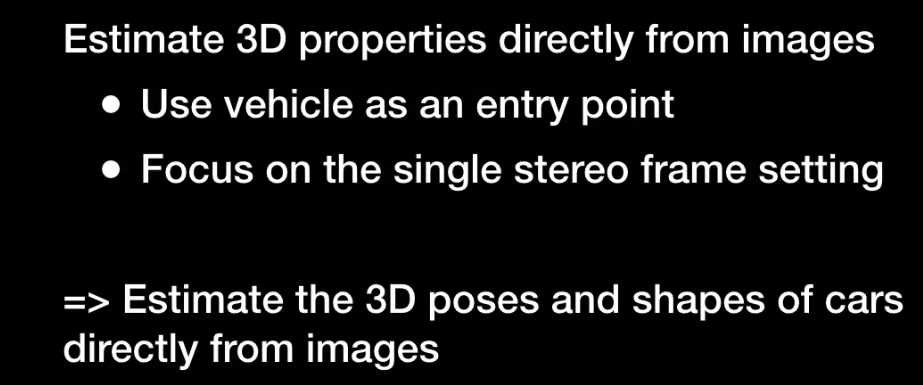 Estimate 3D properties directly from images
• Use vehicle as an entry point
• Focus on the single stereo frame setting
=> Estimate the 3D poses and shapes of cars
directly from images